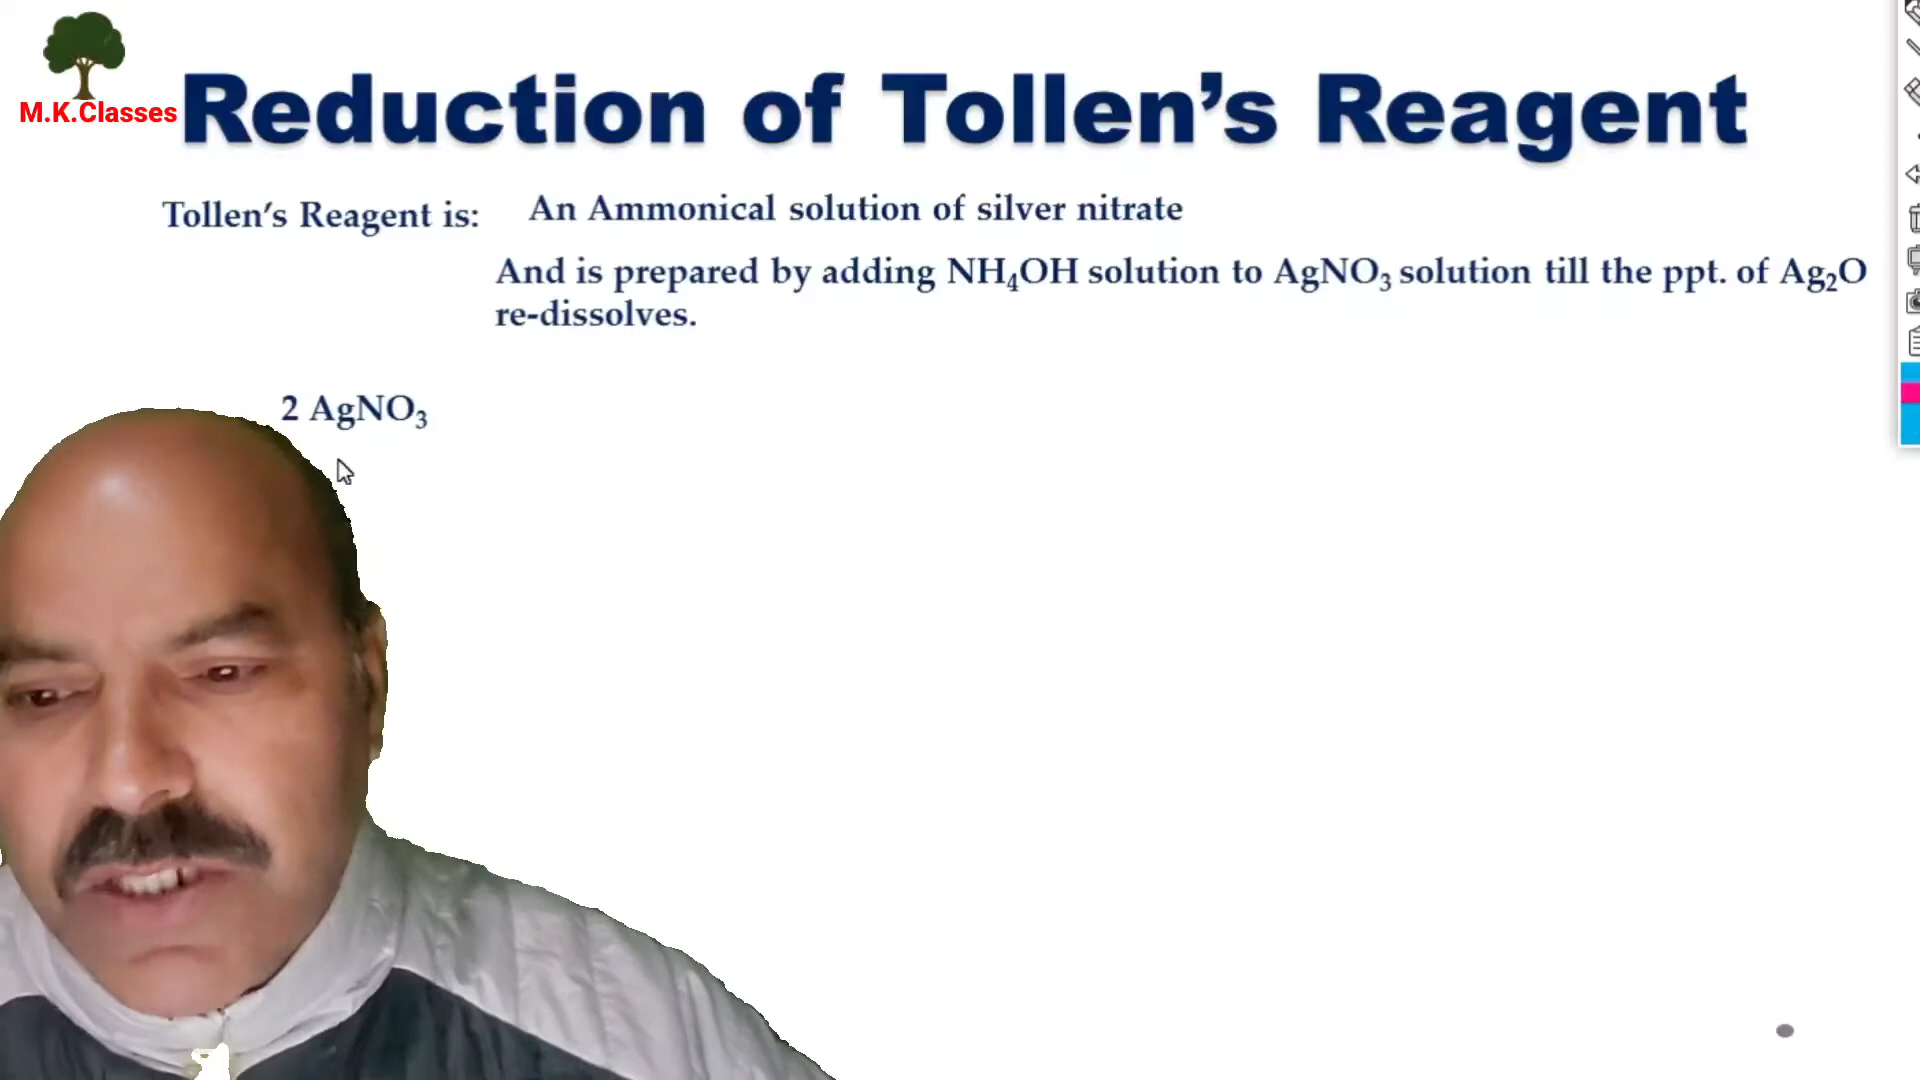 M.K.Classes
Reduction of Tollen’s Reagent
Tollen’s Reagent is: An Ammonical solution of silver nitrate
And is prepared by adding NH₄OH solution to AgNO₃ solution till the ppt. of Ag₂O
re-dissolves.
2 AgNO₃